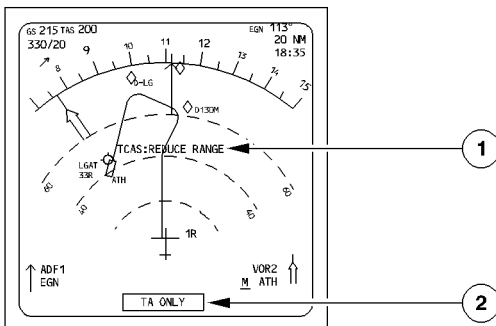 GS 215 TAS 200
330/20
EGN 113°
20 NM
18:35
8 9 10 11 12 13 14 15
D-LG
D130M
TCAS:REDUCE RANGE
LGAT
33R
ATH
60 40 40 80
1R
ADF1
EGN
VOR2
M ATH
TA ONLY
1
2